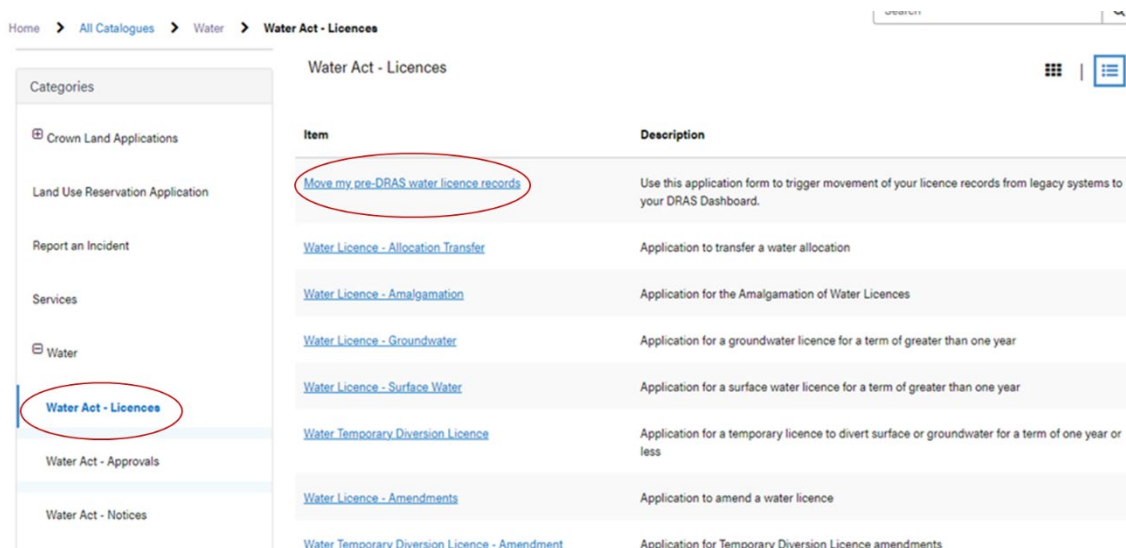 Search
Home > All Catalogues > Water > Water Act - Licences
Categories
Crown Land Applications
Land Use Reservation Application
Report an Incident
Services
Water
Water Act - Licences
Water Act - Approvals
Water Act - Notices
Water Act - Licences
Item Description
Move my pre-DRAS water licence records Use this application form to trigger movement of your licence records from legacy systems to
your DRAS Dashboard.
Water Licence - Allocation Transfer Application to transfer a water allocation
Water Licence - Amalgamation Application for the Amalgamation of Water Licences
Water Licence - Groundwater Application for a groundwater licence for a term of greater than one year
Water Licence - Surface Water Application for a surface water licence for a term of greater than one year
Water Temporary Diversion Licence Application for a temporary licence to divert surface or groundwater for a term of one year or
less
Water Licence - Amendments Application to amend a water licence
Water Temporary Diversion Licence - Amendment Application for Temporary Diversion Licence amendments